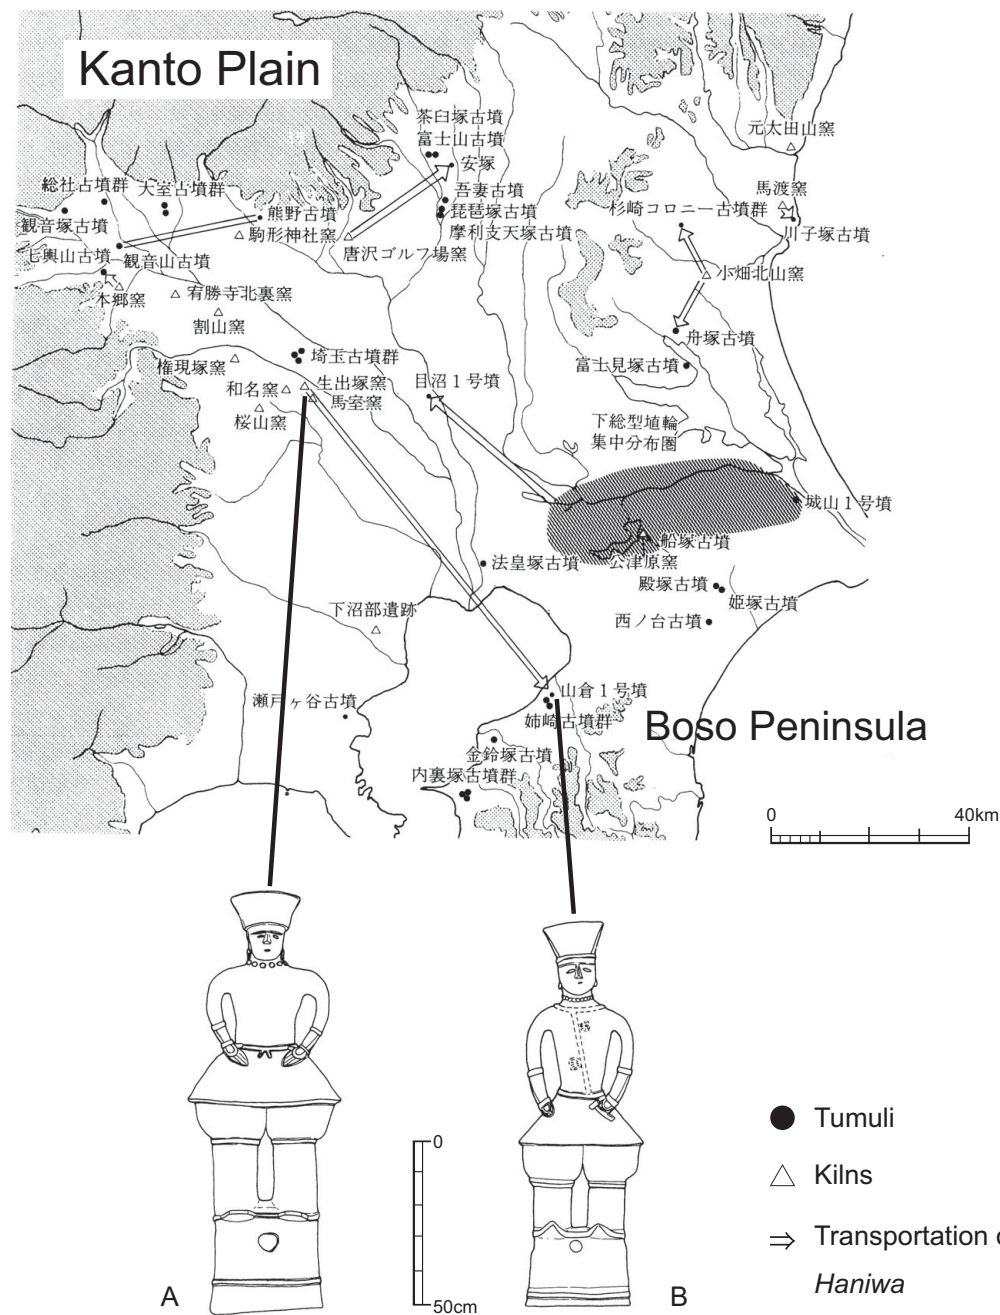 Kanto Plain
茶臼塚古墳
富士山古墳
安塚
元太田山窯
総社古墳群
大室古墳群
吾妻古墳
馬渡窯
観音塚古墳
熊野古墳
琵琶塚古墳
杉崎コロニー古墳群
駒形神社窯
摩利支天塚古墳
川子塚古墳
七輿山古墳
観音山古墳
唐沢ゴルフ場窯
小畑北山窯
本郷窯
宥勝寺北裏窯
割山窯
舟塚古墳
権現塚窯
埼玉古墳群
富士見塚古墳
和名窯
生出塚窯
目沼1号墳
馬室窯
桜山窯
下総型埴輪
集中分布圏
城山1号墳
船塚古墳
法皇塚古墳
公津原窯
殿塚古墳
姫塚古墳
下沼部遺跡
西ノ台古墳
瀬戸ヶ谷古墳
山倉1号墳
姉崎古墳群
Boso Peninsula
金鈴塚古墳
内裏塚古墳群
0 40km
0
50cm
A
B
Tumuli
Kilns
Transportation
Haniwa